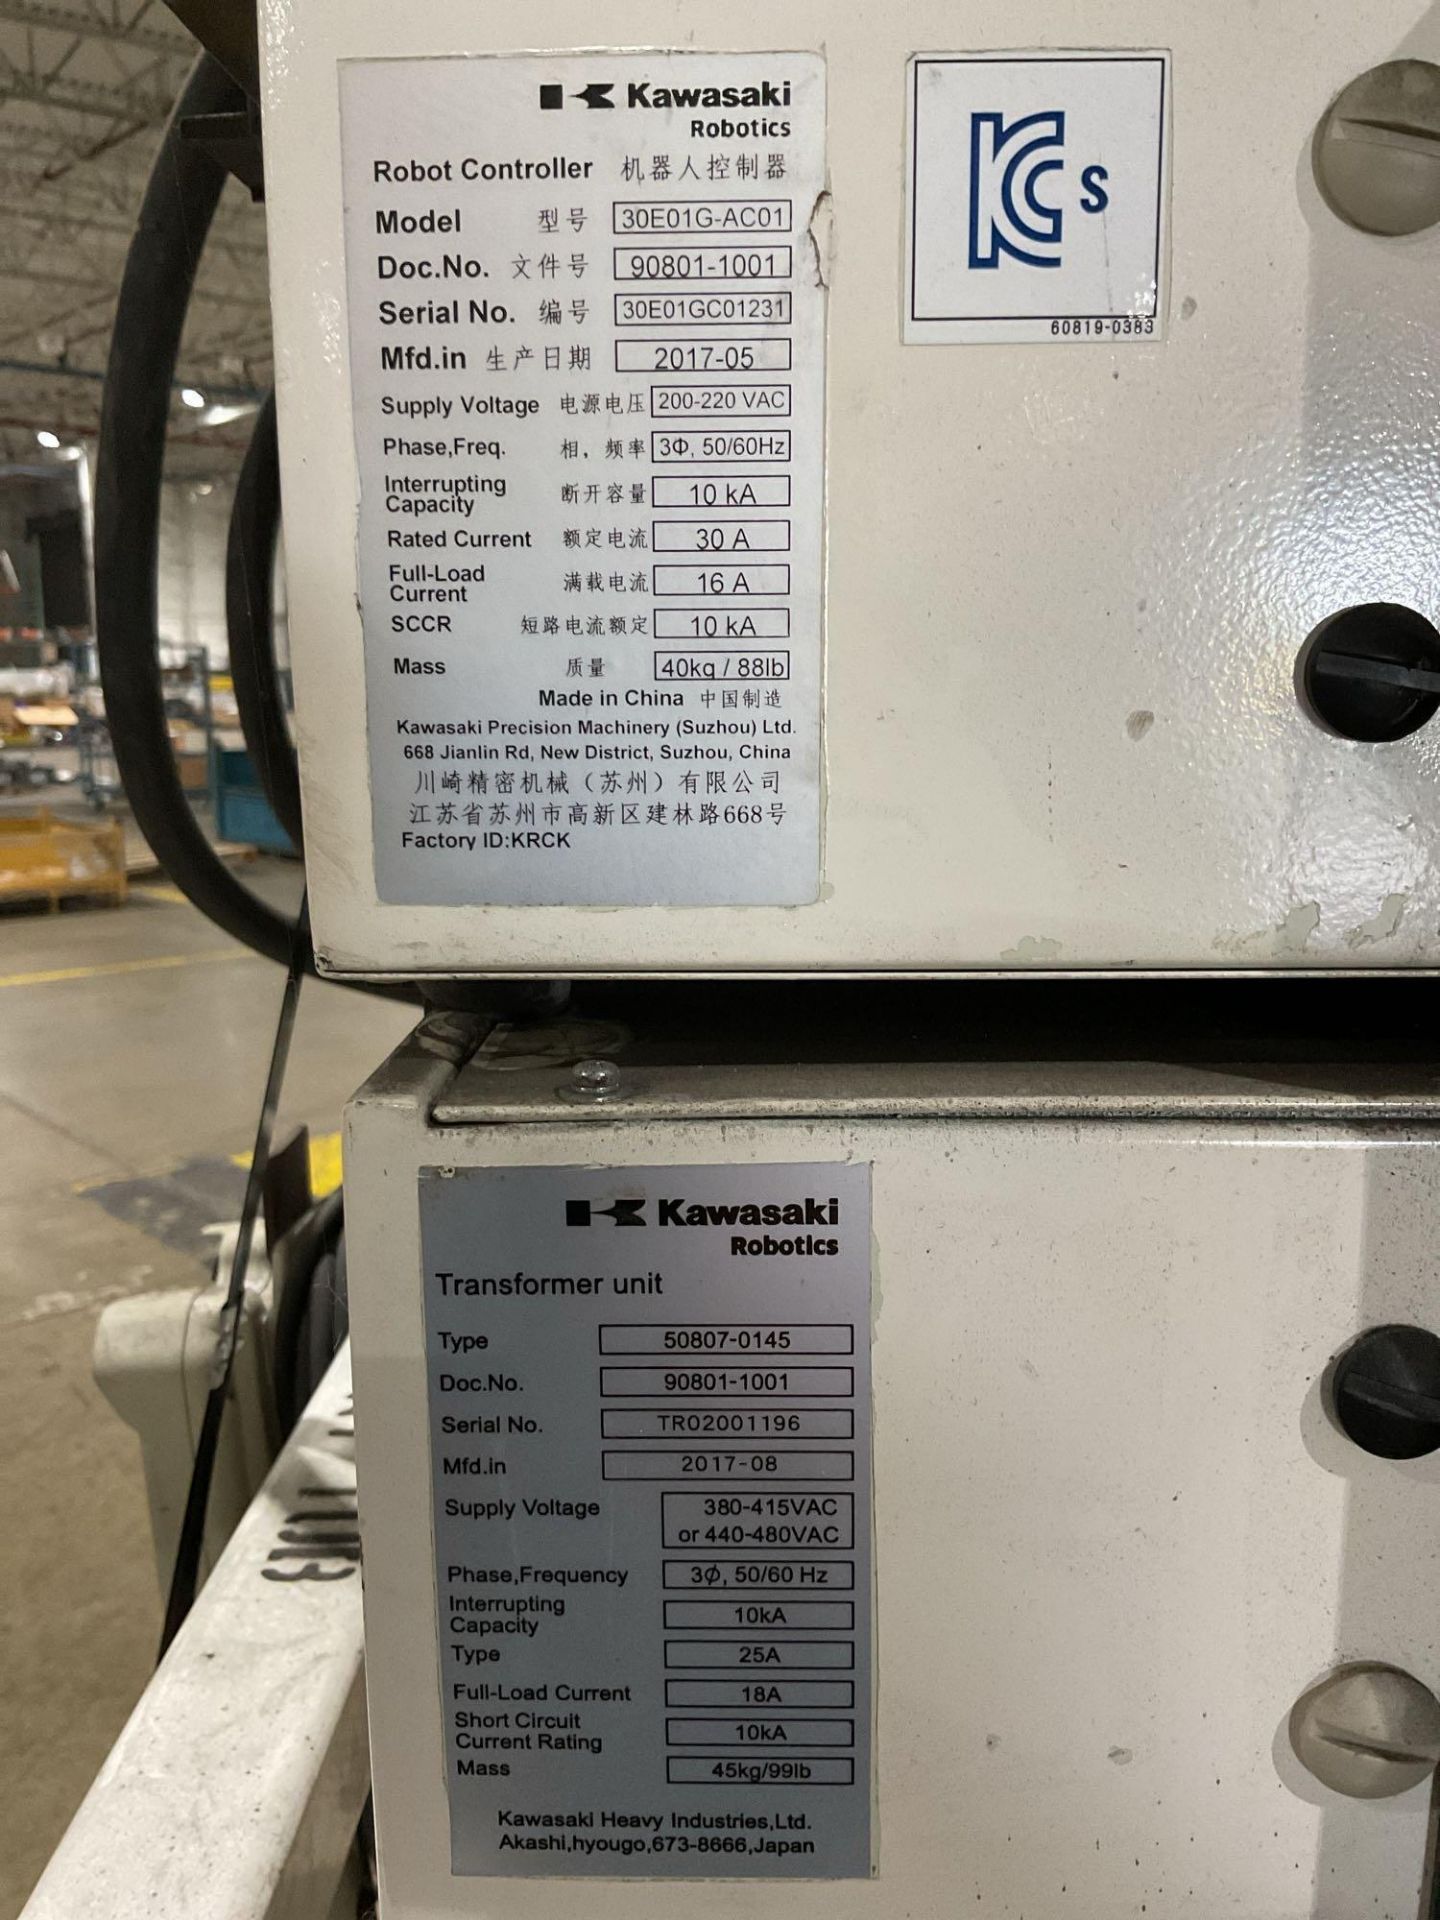 Kawasaki
Robotics
Robot Controller 机器人控制器
Model 型号 30E01G-AC01
Doc.No. 文件号 90801-1001
Serial No. 编号 30E01GC01231
Mfd.in 生产日期 2017-05
Supply Voltage 电源电压 200-220 VAC
Phase,Freq. 相，频率 3Φ, 50/60Hz
Interrupting
Capacity 断开容量 10 kA
Rated Current 额定电流 30 A
Full-Load
Current 满载电流 16 A
SCCR 短路电流额定 10 kA
Mass 质量 40kg / 88lb
Made in China 中国制造
Kawasaki Precision Machinery (Suzhou) Ltd.
668 Jianlin Rd, New District, Suzhou, China
川崎精密机械（苏州）有限公司
江苏省苏州市高新区建林路668号
Factory ID:KRCK
KC s
60819-0383
Kawasaki
Robotics
Transformer unit
Type 50807-0145
Doc.No. 90801-1001
Serial No. TR02001196
Mfd.in 2017-08
Supply Voltage 380-415VAC
or 440-480VAC
Phase,Frequency 3φ, 50/60 Hz
Interrupting
Capacity 10kA
Type 25A
Full-Load Current 18A
Short Circuit
Current Rating 10kA
Mass 45kg/99lb
Kawasaki Heavy Industries,Ltd.
Akashi,hyougo,673-8666,Japan